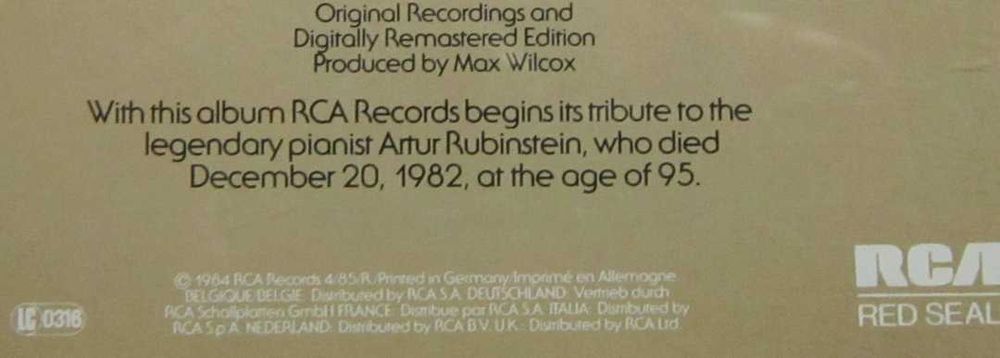 Original Recordings and
Digitally Remastered Edition
Produced by Max Wilcox
With this album RCA Records begins its tribute to the
legendary pianist Artur Rubinstein, who died
December 20, 1982, at the age of 95.
© 1984 RCA Records 4/85/R/Printed in Germany/Imprimé en Allemagne
BELGIQUE BELGIE: Distributed by RCA S.A. DEUTSCHLAND: Vertrieb durch
RCA Schallplatten GmbH FRANCE: Distribue par RCA S.A. ITALIA: Distributed by
RCA S.p.A. NEDERLAND: Distributed by RCA B.V. U.K.: Distributed by RCA Ltd.
LC 0316
RCA
RED SEAL